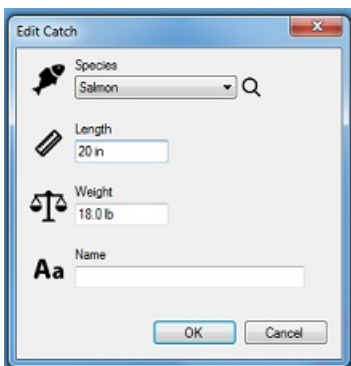 Edit Catch
Species
Salmon
Length
20 in
Weight
18.0 lb
Aa
Name
OK
Cancel